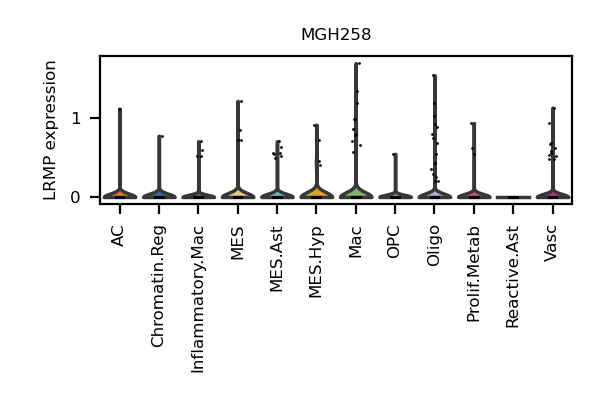 MGH258
LRMP expression
1
0
AC
Chromatin.Reg
Inflammatory.Mac
MES
MES.Ast
MES.Hyp
Mac
OPC
Oligo
Prolif.Metab
Reactive.Ast
Vasc